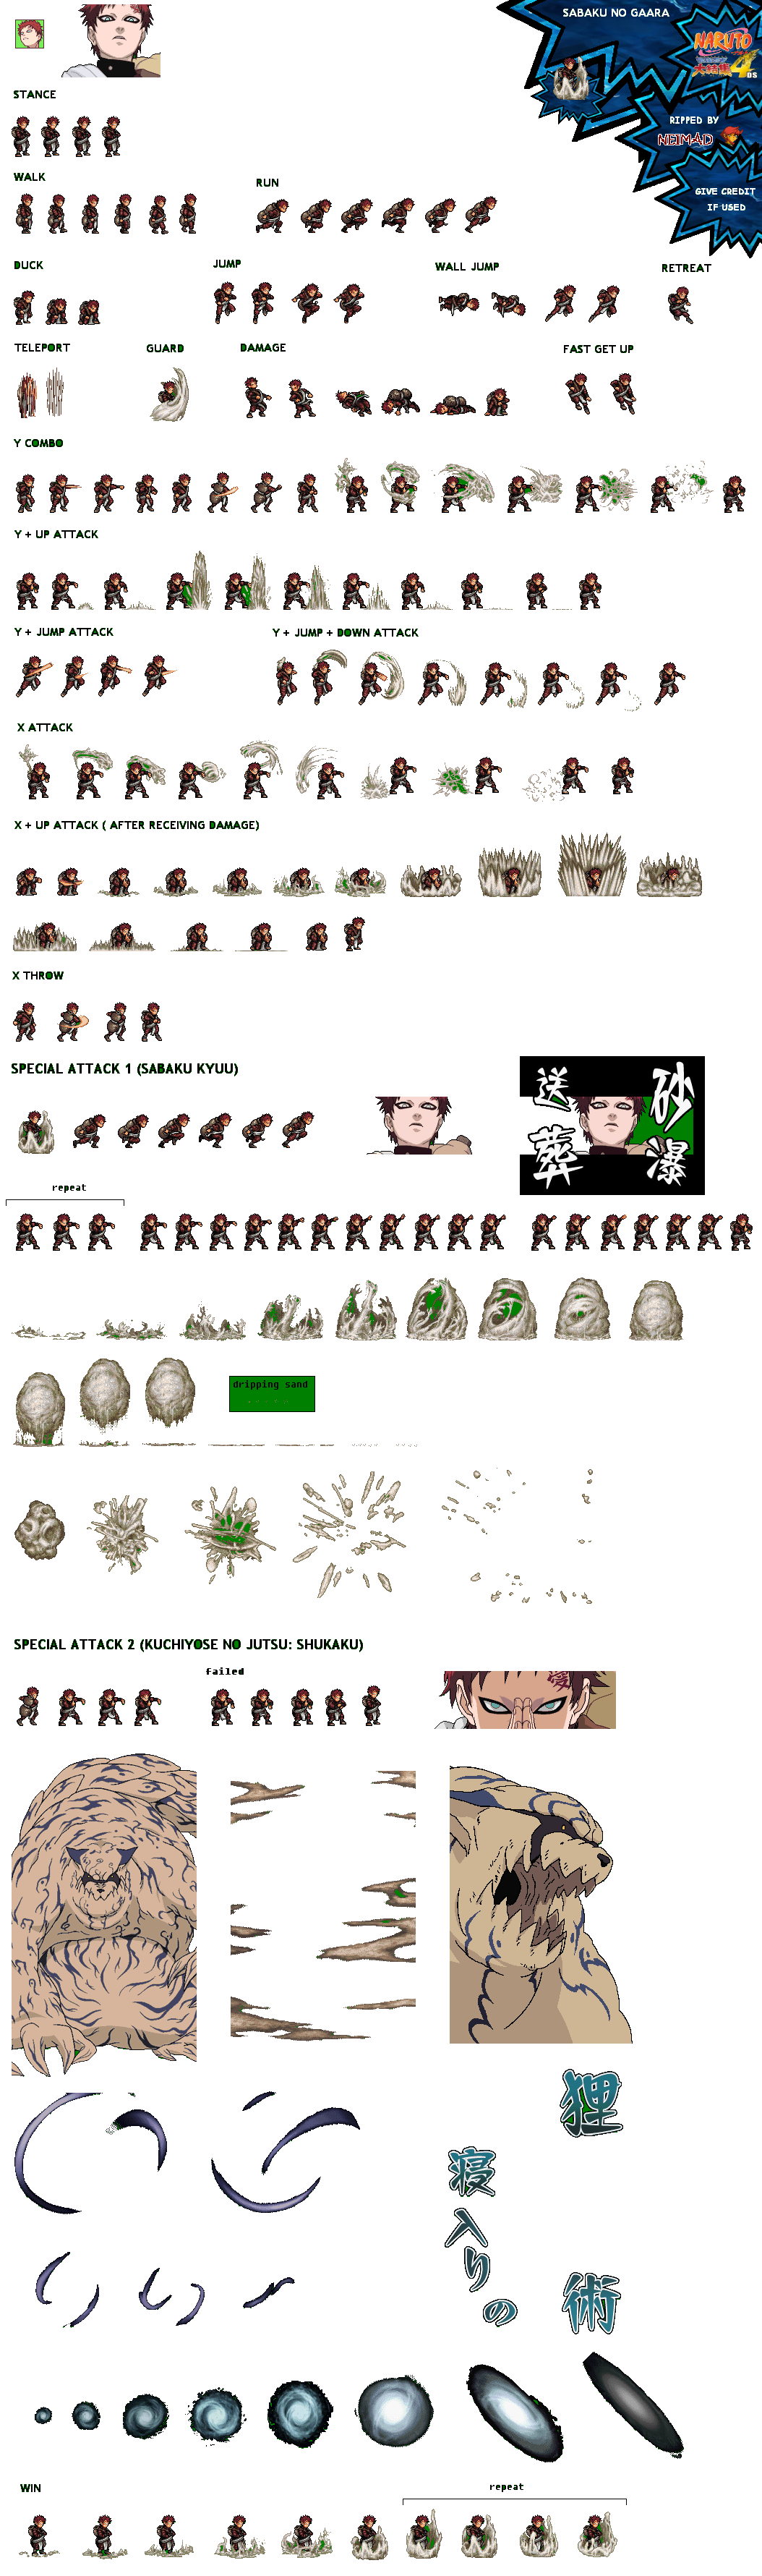 SABAKU NO GAARA
NARUTO
4
DS
RIPPED BY
NEIMAD
GIVE CREDIT
IF USED
STANCE
WALK
RUN
DUCK
JUMP
WALL JUMP
RETREAT
TELEPORT
GUARD
DAMAGE
FAST GET UP
Y COMBO
Y + UP ATTACK
Y + JUMP ATTACK
Y + JUMP + DOWN ATTACK
X ATTACK
X + UP ATTACK ( AFTER RECEIVING DAMAGE)
X THROW
SPECIAL ATTACK 1 (SABAKU KYUU)
砂
瀑
送
葬
repeat
dripping sand
SPECIAL ATTACK 2 (KUCHIYOSE NO JUTSU: SHUKAKU)
failed
狸
寝
入
り
の
術
WIN
repeat